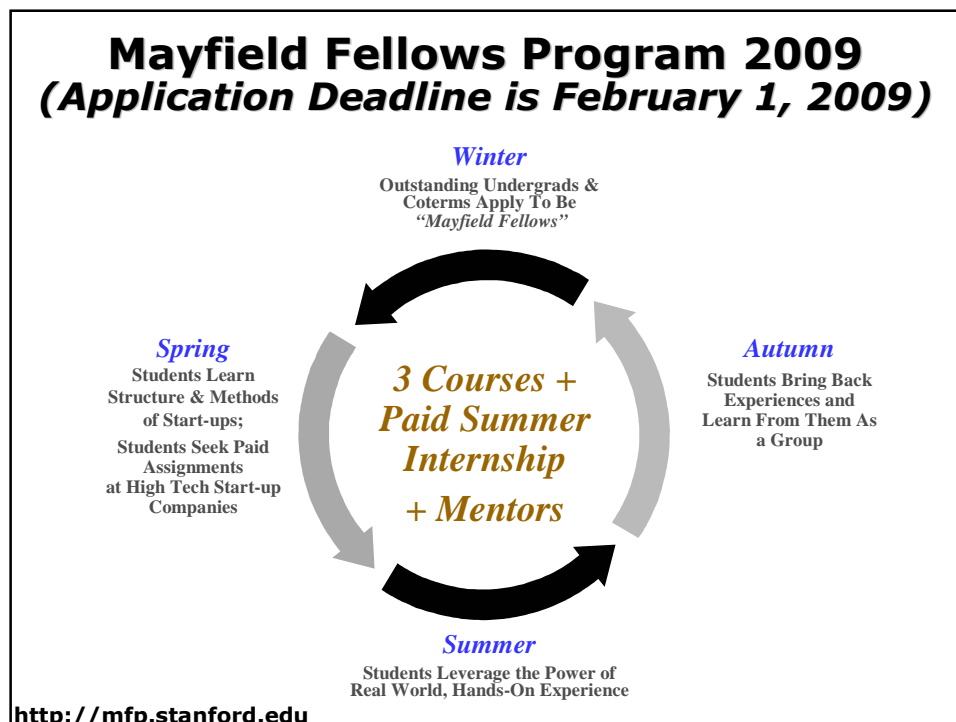 Mayfield Fellows Program 2009
(Application Deadline is February 1, 2009)
Winter
Outstanding Undergrads &
Coterms Apply To Be
“Mayfield Fellows”
Spring
Students Learn
Structure & Methods
of Start-ups;
Students Seek Paid
Assignments
at High Tech Start-up
Companies
3 Courses +
Paid Summer
Internship
+ Mentors
Autumn
Students Bring Back
Experiences and
Learn From Them As
a Group
Summer
Students Leverage the Power of
Real World, Hands-On Experience
http://mfp.stanford.edu